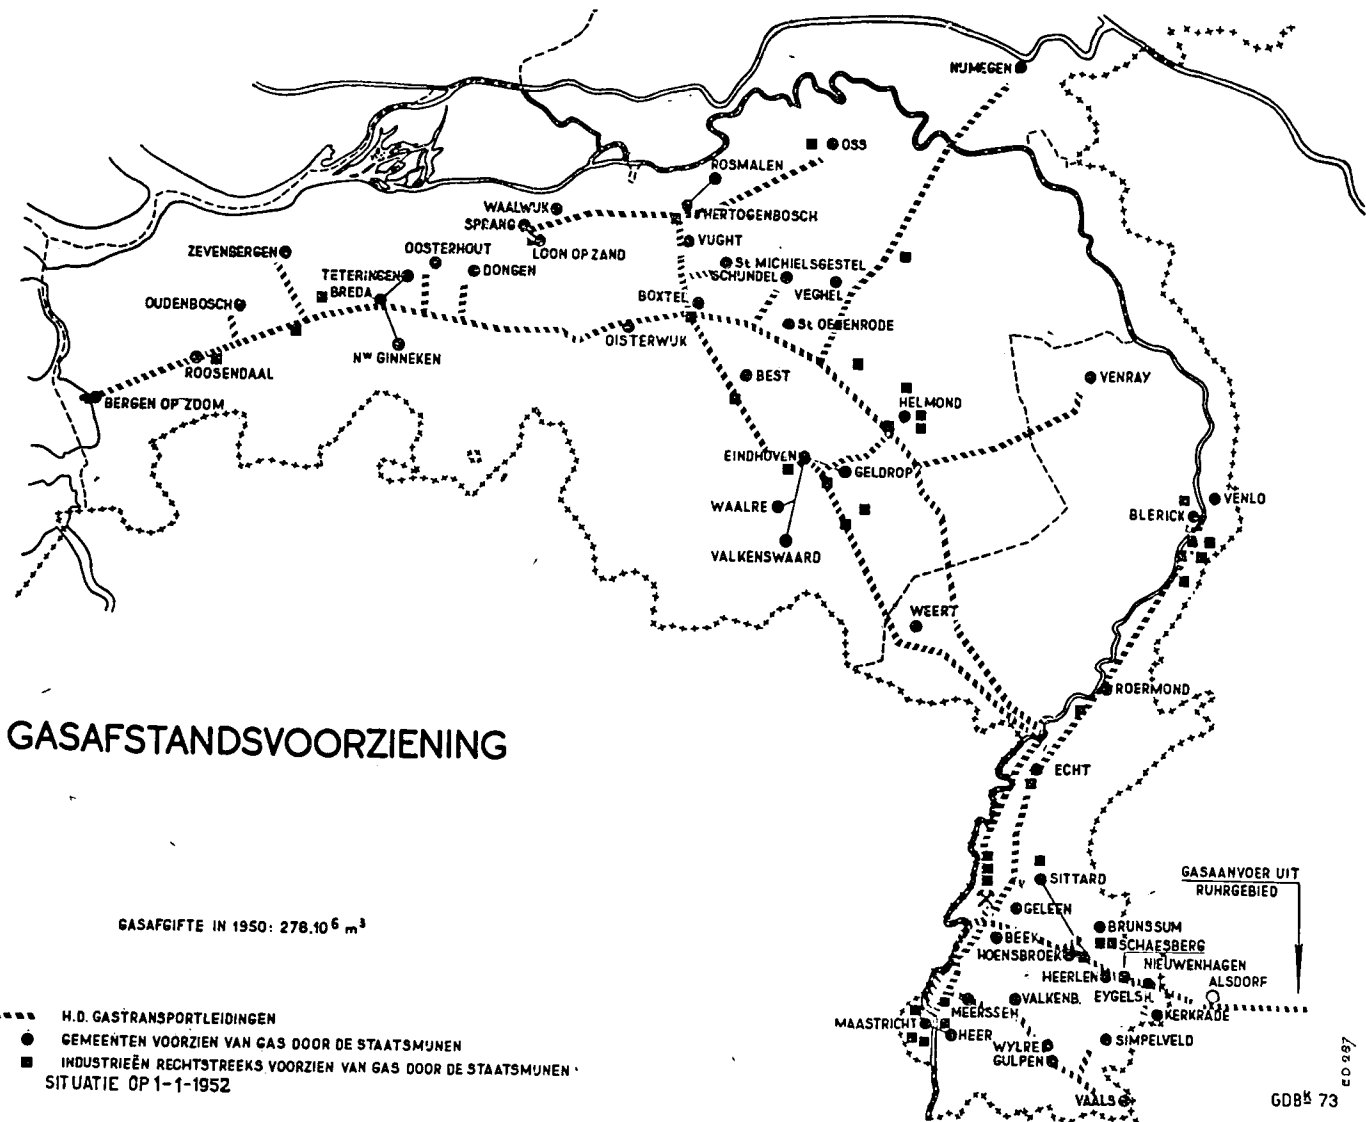 NIJMEGEN
OSS
ROSMALEN
WAALWIJK
SPRANG
'S HERTOGENBOSCH
LOON OP ZAND
VUGHT
ZEVENBERGEN
OOSTERHOUT
DONGEN
TETERINGEN
BREDA
St MICHIELSGESTEL
SCHIJNDEL
VEGHEL
OUDENBOSCH
BOXTEL
St OEDENRODE
OISTERWIJK
Nᵂ GINNEKEN
ROOSENDAAL
BEST
VENRAY
BERGEN OP ZOOM
HELMOND
EINDHOVEN
GELDROP
WAALRE
VENLO
BLERICK
VALKENSWAARD
WEERT
ROERMOND
GASAFSTANDSVOORZIENING
ECHT
SITTARD
GASAANVOER UIT
RUHRGEBIED
GELEEN
GASAFGIFTE IN 1950: 278.10⁶ m³
BRUNSSUM
BEEK
SCHAESBERG
HOENSBROEK
NIEUWENHAGEN
HEERLEN
ALSDORF
EYGELSH.
VALKENB.
MEERSSEN
KERKRADE
MAASTRICHT
HEER
SIMPELVELD
WYLRE
GULPEN
VAALS
H.D. GASTRANSPORTLEIDINGEN
GEMEENTEN VOORZIEN VAN GAS DOOR DE STAATSMIJNEN
INDUSTRIEËN RECHTSTREEKS VOORZIEN VAN GAS DOOR DE STAATSMIJNEN
SITUATIE OP 1-1-1952
ED 287
GDBᴷ 73